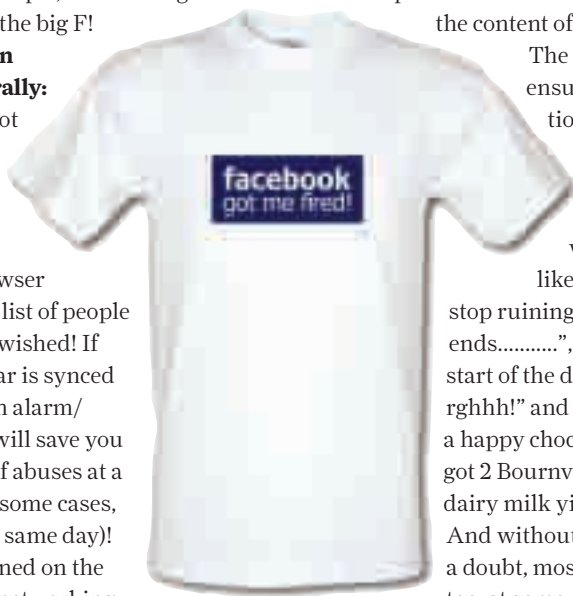 the big F!
n
ally:
ot
wser
list of people
wished! If
ar is synced
n alarm/
will save you
f abuses at a
some cases,
same day)!
ned on the
facebook
got me fired!
the content of
The
ensu
tio
like
stop ruining
ends...........”,
start of the d
rghhh!” and
a happy choc
got 2 Bournv
dairy milk yi
And without
a doubt, mos